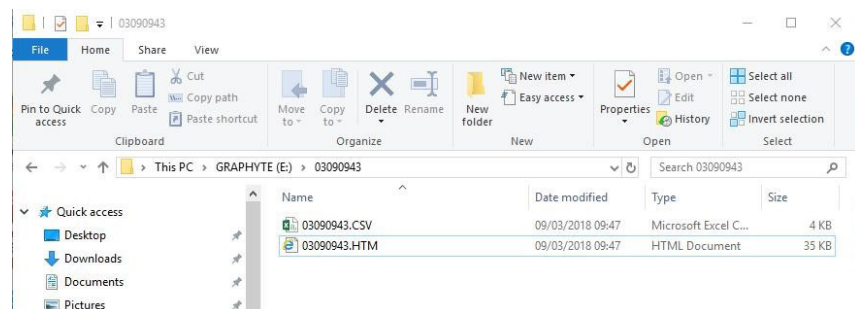 03090943
File Home Share View
Pin to Quick access
Copy
Paste
Cut
Copy path
Paste shortcut
Clipboard
Move to
Copy to
Delete
Rename
Organize
New folder
New item
Easy access
New
Properties
Open
Edit
History
Open
Select all
Select none
Invert selection
Select
This PC > GRAPHYTE (E:) > 03090943
Search 03090943
Quick access
Desktop
Downloads
Documents
Pictures
Name Date modified Type Size
03090943.CSV 09/03/2018 09:47 Microsoft Excel C... 4 KB
03090943.HTM 09/03/2018 09:47 HTML Document 35 KB